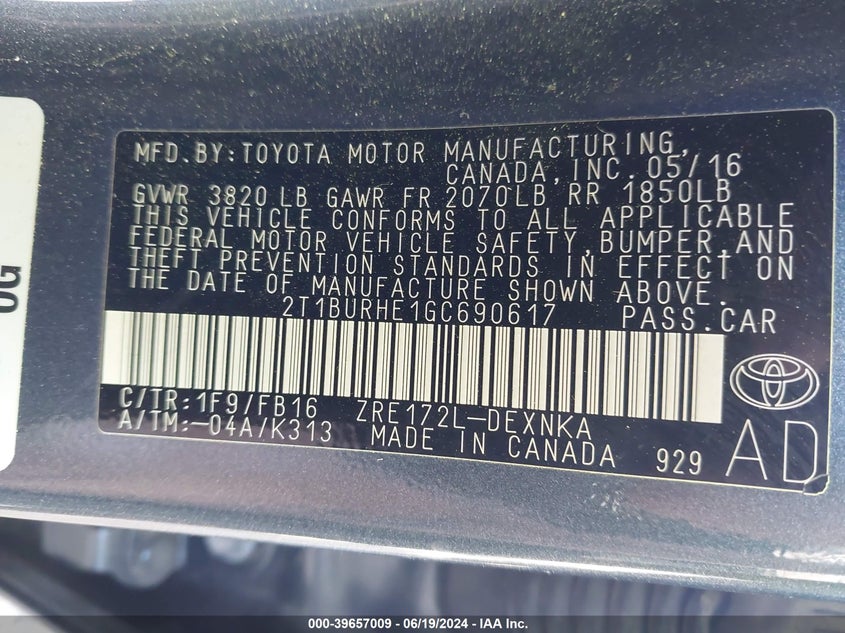 MFD.BY:TOYOTA MOTOR MANUFACTURING,
CANADA,INC.05/16
GVWR 3820 LB GAWR FR 2070LB RR 1850LB
THIS VEHICLE CONFORMS TO ALL APPLICABLE
FEDERAL MOTOR VEHICLE SAFETY,BUMPER,AND
THEFT PREVENTION STANDARDS IN EFFECT ON
THE DATE OF MANUFACTURE SHOWN ABOVE.
2T1BURHE1GC690617 PASS.CAR
C/TR:1F9/FB16 ZRE172L-DEXNKA
A/TM:-04A/K313 MADE IN CANADA 929 AD
0G
000-39657009 - 06/19/2024 - IAA Inc.